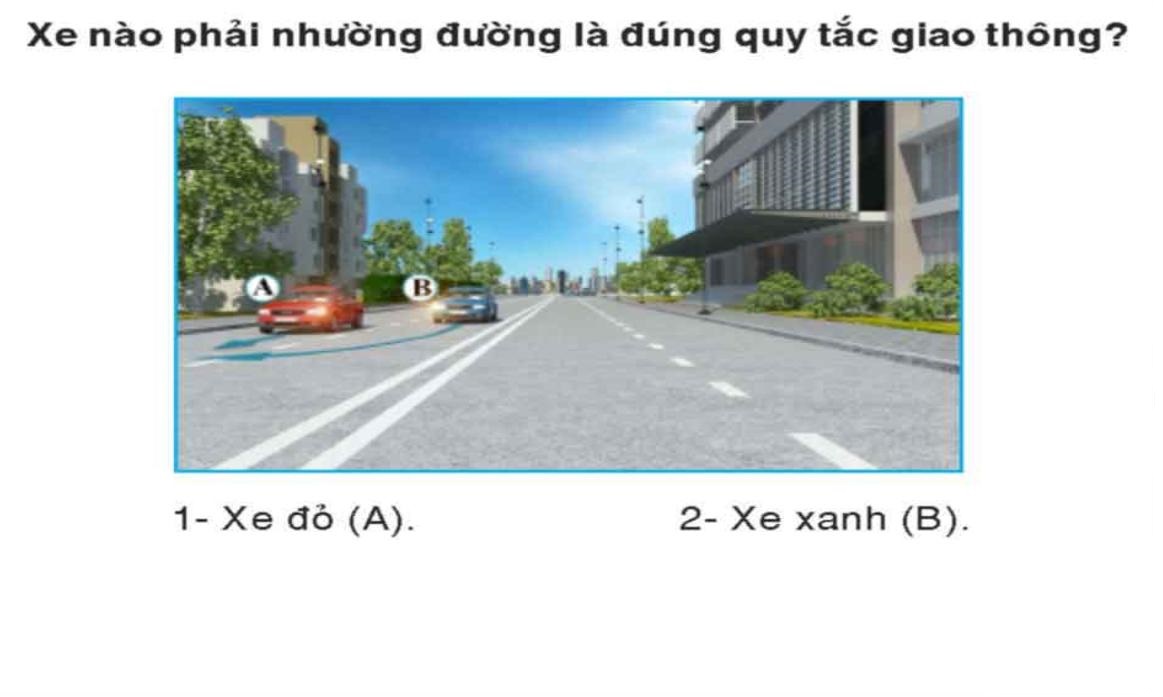 Xe nào phải nhường đường là đúng quy tắc giao thông?
A
B
1- Xe đỏ (A).
2- Xe xanh (B).